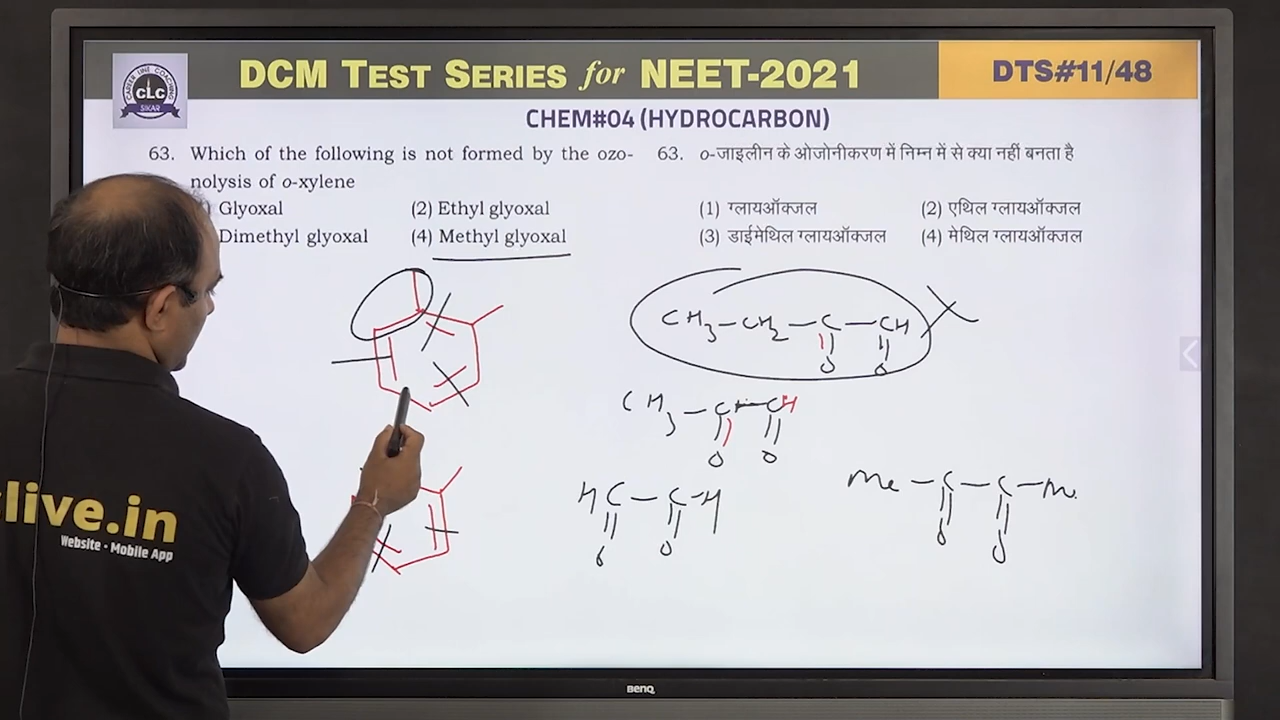 DCM TEST SERIES for NEET-2021
DTS#11/48
CLC
SIKAR
CHEM#04 (HYDROCARBON)
63. Which of the following is not formed by the ozo-
nolysis of o-xylene
Glyoxal
(2) Ethyl glyoxal
Dimethyl glyoxal
(4) Methyl glyoxal
63. o-जाइलीन के ओजोनीकरण में निम्न में से क्या नहीं बनता है
(1) ग्लायऑक्जल
(2) एथिल ग्लायऑक्जल
(3) डाईमेथिल ग्लायऑक्जल
(4) मेथिल ग्लायऑक्जल
CH3-CH2-C-CH
O O
CH3-C-CH
O O
HC-C-H
O O
Me-C-C-Me
O O
live.in
Website • Mobile App
BENQ